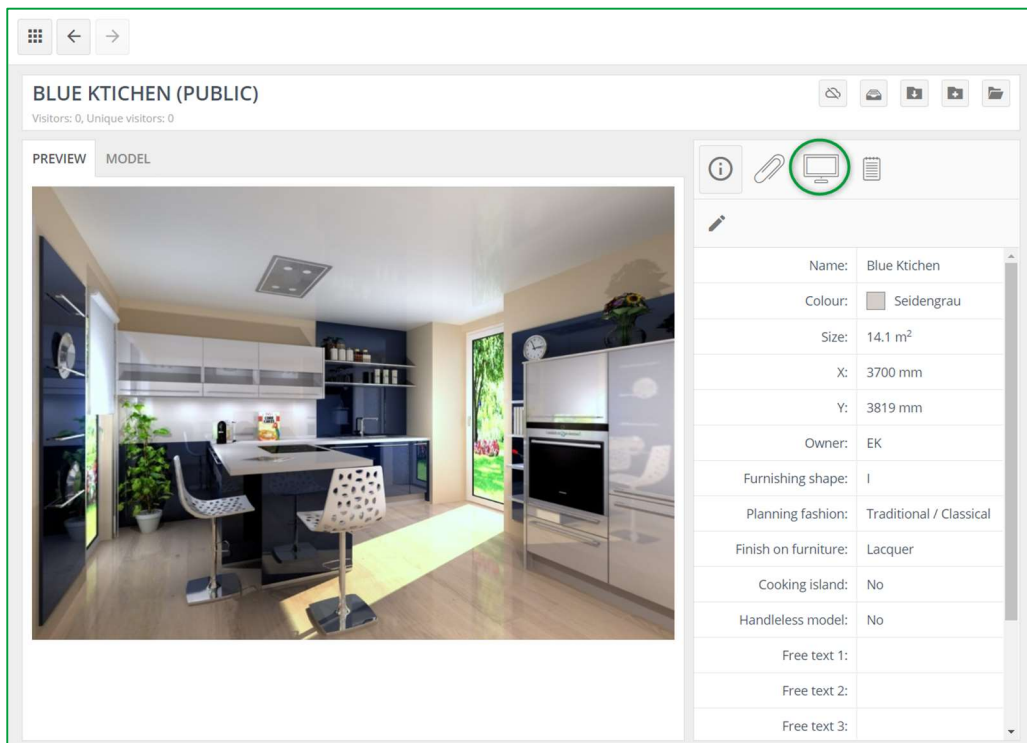 BLUE KTICHEN (PUBLIC)
Visitors: 0, Unique visitors: 0
PREVIEW MODEL
Name: Blue Ktichen
Colour: Seidengrau
Size: 14.1 m²
X: 3700 mm
Y: 3819 mm
Owner: EK
Furnishing shape: I
Planning fashion: Traditional / Classical
Finish on furniture: Lacquer
Cooking island: No
Handleless model: No
Free text 1:
Free text 2:
Free text 3: